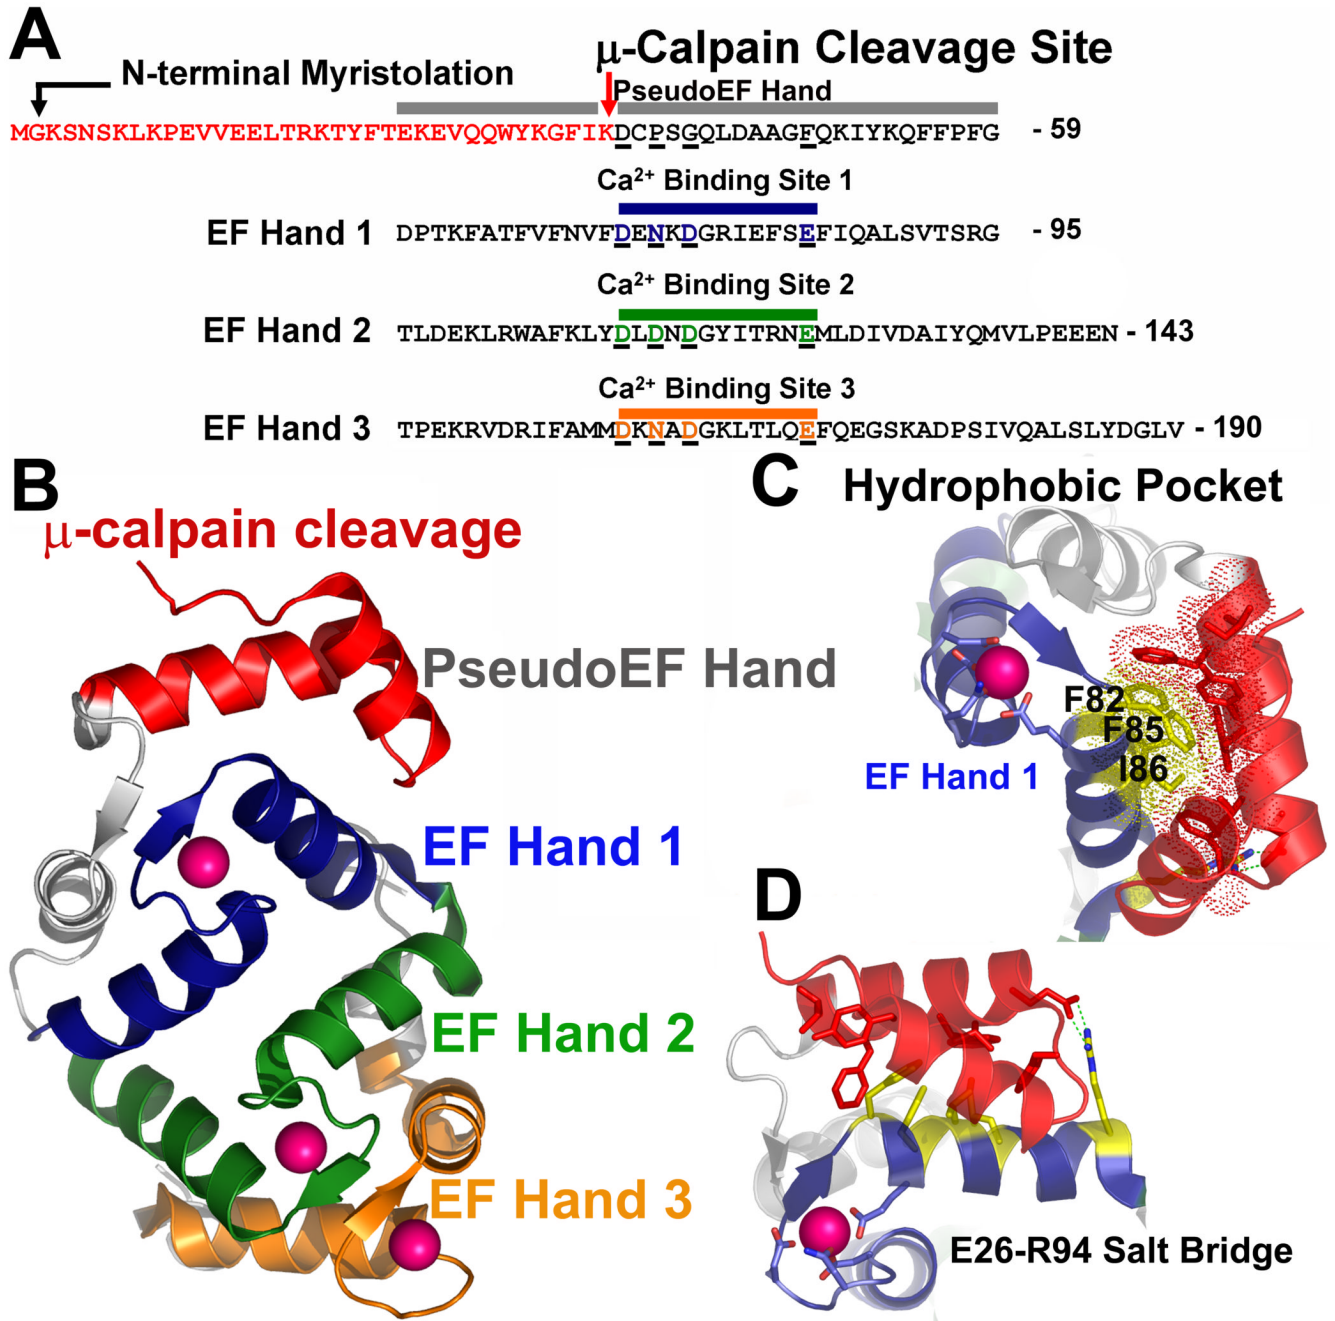 A
μ-Calpain Cleavage Site
N-terminal Myristolation
PseudoEF Hand
MGKSNSKLKPEVVEELTRKTYFTEKEVQQWYKGFIKDCPSGQLDAAGFQKIYKQFFPFG - 59
Ca²⁺ Binding Site 1
EF Hand 1 DPTKFATFVFNVFDENKDGRIEFSEFIQALSVTSRG - 95
Ca²⁺ Binding Site 2
EF Hand 2 TLDEKLRWAFKLYDLDNDGYITRNEMLDIVDAIYQMVLPEEEN - 143
Ca²⁺ Binding Site 3
EF Hand 3 TPEKRVDRIFAMMDKNADGKLTLQEFQEGSKADPSIVQALSLYDGLV - 190
B
μ-calpain cleavage
PseudoEF Hand
EF Hand 1
EF Hand 2
EF Hand 3
C
Hydrophobic Pocket
F82
F85
I86
EF Hand 1
D
E26-R94 Salt Bridge